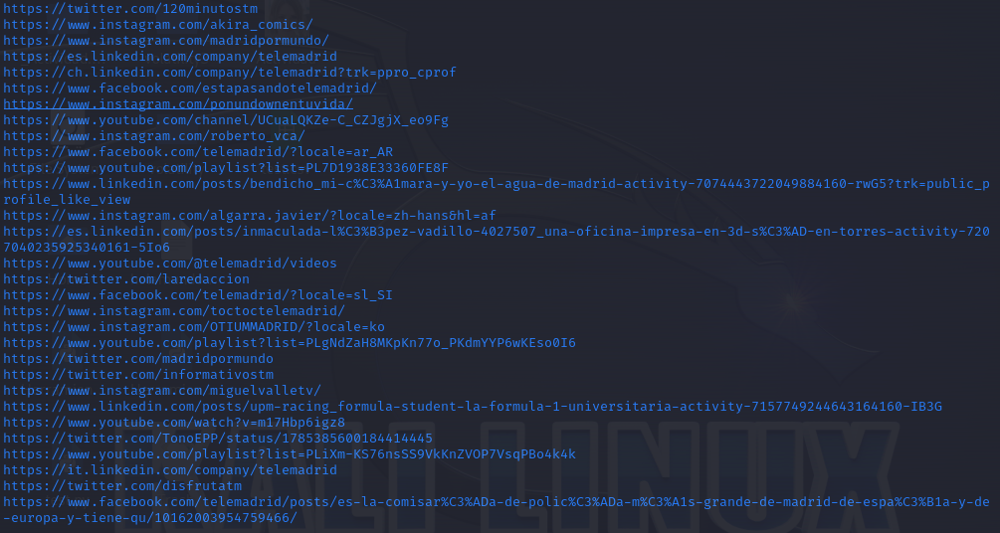 https://twitter.com/120minutostm
https://www.instagram.com/akira_comics/
https://www.instagram.com/madridpormundo/
https://es.linkedin.com/company/telemadrid
https://ch.linkedin.com/company/telemadrid?trk=ppro_cprof
https://www.facebook.com/estapasandotelemadrid/
https://www.instagram.com/ponundownentuvida/
https://www.youtube.com/channel/UCuaLQKZe-C_CZJgjX_eo9Fg
https://www.instagram.com/roberto_vca/
https://www.facebook.com/telemadrid/?locale=ar_AR
https://www.youtube.com/playlist?list=PL7D1938E33360FE8F
https://www.linkedin.com/posts/bendicho_mi-c%C3%A1mara-y-yo-el-agua-de-madrid-activity-7074443722049884160-rwG5?trk=public_p
rofile_like_view
https://www.instagram.com/algarra.javier/?locale=zh-hans&hl=af
https://es.linkedin.com/posts/inmaculada-l%C3%B3pez-vadillo-4027507_una-oficina-impresa-en-3d-s%C3%AD-en-torres-activity-720
7040235925340161-5Io6
https://www.youtube.com/@telemadrid/videos
https://twitter.com/laredaccion
https://www.facebook.com/telemadrid/?locale=sl_SI
https://www.instagram.com/toctoctelemadrid/
https://www.instagram.com/OTIUMMADRID/?locale=ko
https://www.youtube.com/playlist?list=PLgNdZaH8MKpKn77o_PKdmYYP6wKEso0I6
https://twitter.com/madridpormundo
https://twitter.com/informativostm
https://www.instagram.com/miguelvalletv/
https://www.linkedin.com/posts/upm-racing_formula-student-la-formula-1-universitaria-activity-7157749244643164160-IB3G
https://www.youtube.com/watch?v=m17Hbp6igz8
https://twitter.com/TonoEPP/status/1785385600184414445
https://www.youtube.com/playlist?list=PLiXm-KS76nsSS9VkKnZVOP7VsqPBo4k4k
https://it.linkedin.com/company/telemadrid
https://twitter.com/disfrutatm
https://www.facebook.com/telemadrid/posts/es-la-comisar%C3%ADa-de-polic%C3%ADa-m%C3%A1s-grande-de-madrid-de-espa%C3%B1a-y-de
-europa-y-tiene-qu/10162003954759466/
KALI LINUX